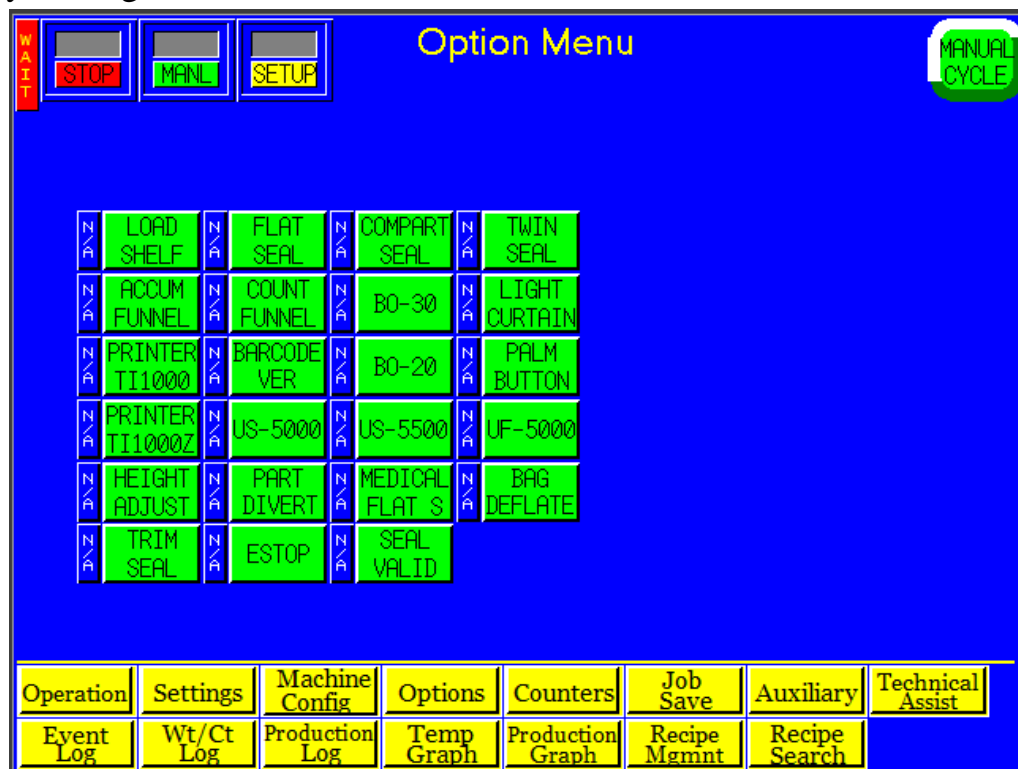 Option Menu
WAIT
STOP
MANL
SETUP
MANUAL
CYCLE
N/A
LOAD
SHELF
N/A
FLAT
SEAL
N/A
COMPART
SEAL
N/A
TWIN
SEAL
N/A
ACCUM
FUNNEL
N/A
COUNT
FUNNEL
N/A
BO-30
N/A
LIGHT
CURTAIN
N/A
PRINTER
TI1000
N/A
BARCODE
VER
N/A
BO-20
N/A
PALM
BUTTON
N/A
PRINTER
TI1000Z
N/A
US-5000
N/A
US-5500
N/A
UF-5000
N/A
HEIGHT
ADJUST
N/A
PART
DIVERT
N/A
MEDICAL
FLAT S
N/A
BAG
DEFLATE
N/A
TRIM
SEAL
N/A
ESTOP
N/A
SEAL
VALID
Operation
Settings
Machine
Config
Options
Counters
Job
Save
Auxiliary
Technical
Assist
Event
Log
Wt/Ct
Log
Production
Log
Temp
Graph
Production
Graph
Recipe
Mgmnt
Recipe
Search